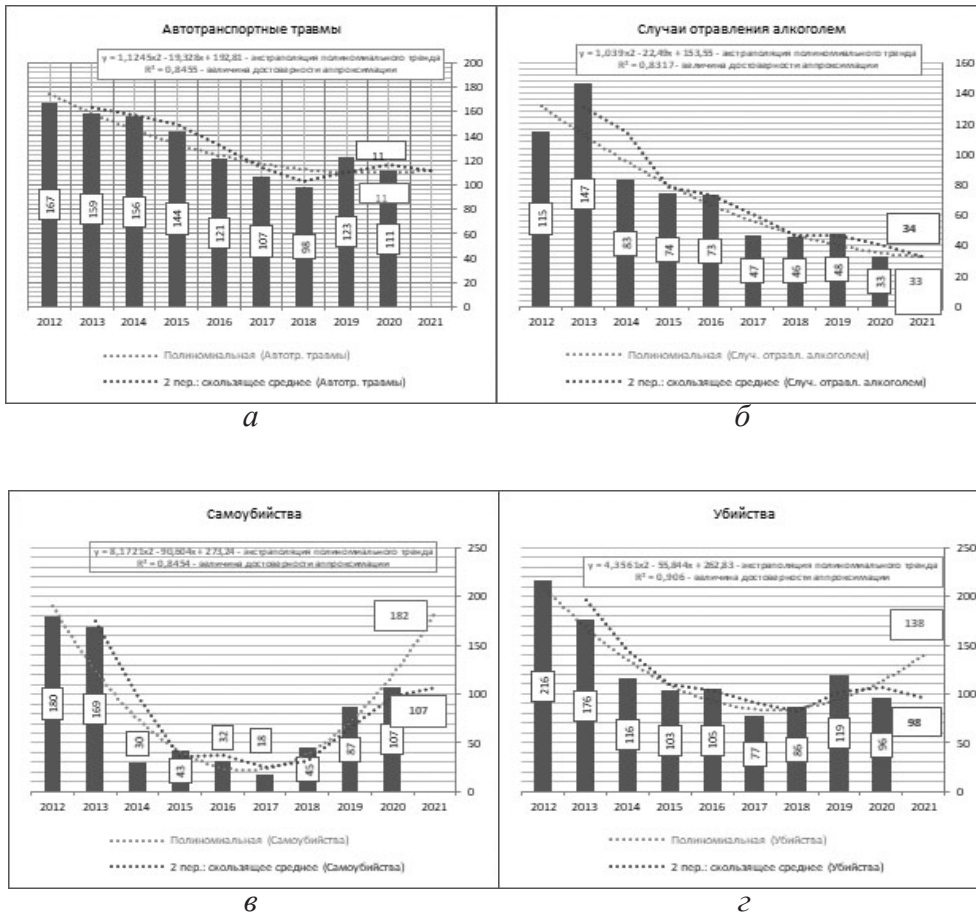 Автотранспортные травмы
y = 1,1245x2 - 19,328x + 192,81 - экстраполяция полиномиального тренда
R² = 0,8455 - величина достоверности аппроксимации
200
180
160
140
120
100
80
60
40
20
0
167
159
156
144
121
107
98
123
111
11
11
2012 2013 2014 2015 2016 2017 2018 2019 2020 2021
Полиномиальная (Автотр. травмы)
2 пер.: скользящее среднее (Автотр. травмы)
а
Случаи отравления алкоголем
y = 1,039x2 - 22,49x + 153,55 - экстраполяция полиномиального тренда
R² = 0,8317 - величина достоверности аппроксимации
160
140
120
100
80
60
40
20
0
115
147
83
74
73
47
46
48
33
34
33
2012 2013 2014 2015 2016 2017 2018 2019 2020 2021
Полиномиальная (Случ. отравл. алкоголем)
2 пер.: скользящее среднее (Случ. отравл. алкоголем)
б
Самоубийства
y = 8,1721x2 - 90,604x + 273,24 - экстраполяция полиномиального тренда
R² = 0,8454 - величина достоверности аппроксимации
250
200
150
100
50
0
180
169
30
43
32
18
45
87
107
182
107
2012 2013 2014 2015 2016 2017 2018 2019 2020 2021
Полиномиальная (Самоубийства)
2 пер.: скользящее среднее (Самоубийства)
в
Убийства
y = 4,3561x2 - 55,844x + 262,83 - экстраполяция полиномиального тренда
R² = 0,906 - величина достоверности аппроксимации
250
200
150
100
50
0
216
176
116
103
105
77
86
119
96
138
98
2012 2013 2014 2015 2016 2017 2018 2019 2020 2021
Полиномиальная (Убийства)
2 пер.: скользящее среднее (Убийства)
г